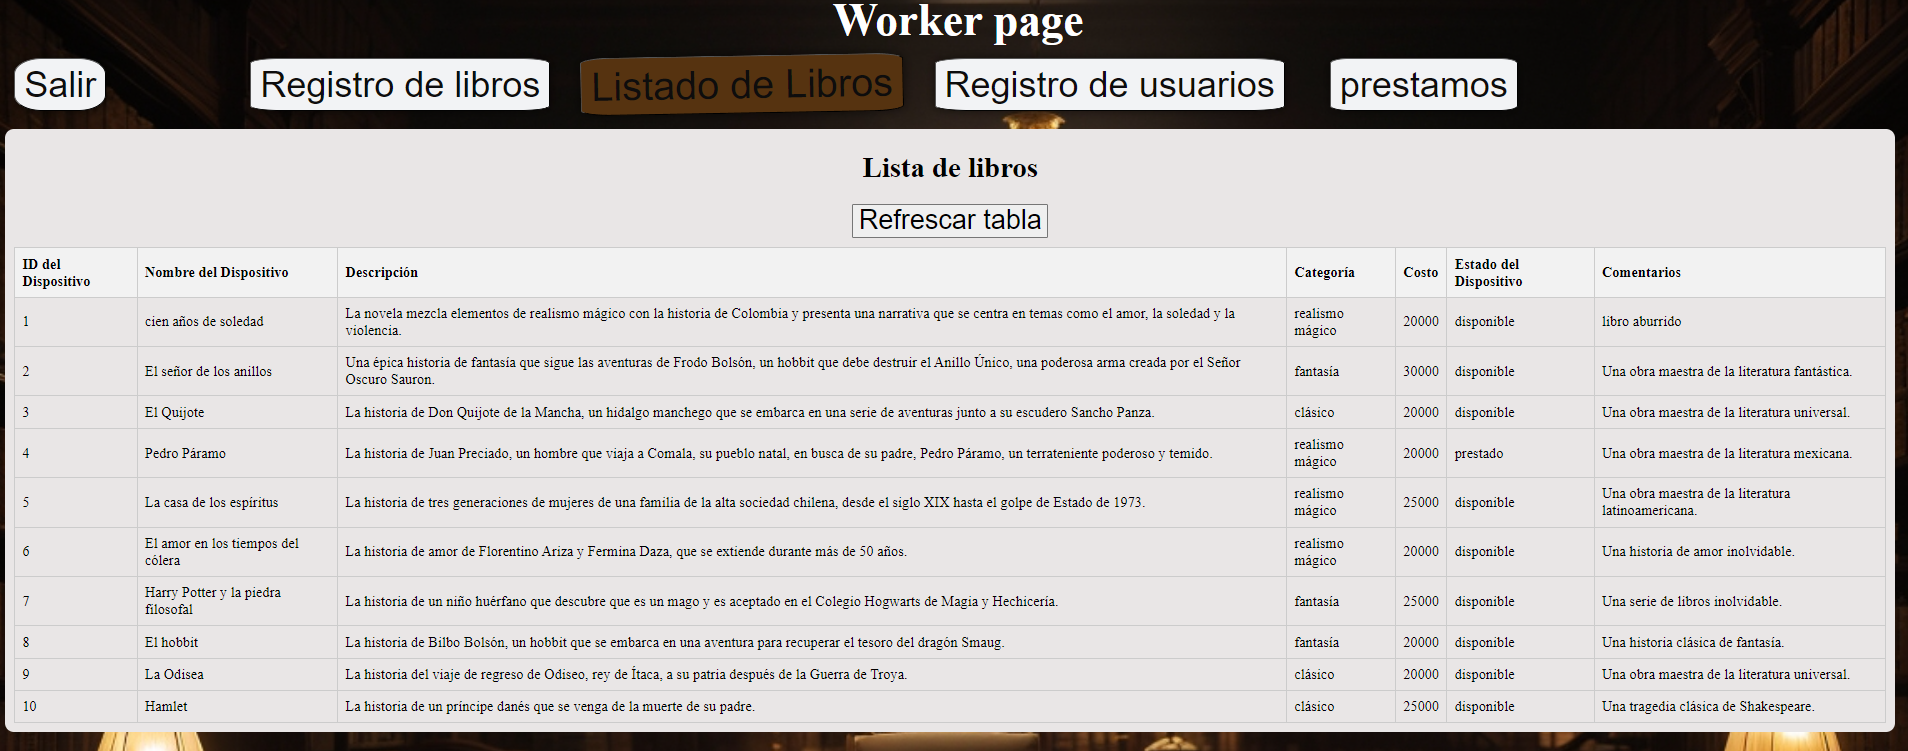 Worker page
Salir
Registro de libros
Listado de Libros
Registro de usuarios
prestamos
Lista de libros
Refrescar tabla
ID del
Dispositivo
Nombre del Dispositivo
Descripción
Categoría
Costo
Estado del
Dispositivo
Comentarios
1
cien años de soledad
La novela mezcla elementos de realismo mágico con la historia de Colombia y presenta una narrativa que se centra en temas como el amor, la soledad y la
violencia.
realismo
mágico
20000
disponible
libro aburrido
2
El señor de los anillos
Una épica historia de fantasía que sigue las aventuras de Frodo Bolsón, un hobbit que debe destruir el Anillo Único, una poderosa arma creada por el Señor
Oscuro Sauron.
fantasía
30000
disponible
Una obra maestra de la literatura fantástica.
3
El Quijote
La historia de Don Quijote de la Mancha, un hidalgo manchego que se embarca en una serie de aventuras junto a su escudero Sancho Panza.
clásico
20000
disponible
Una obra maestra de la literatura universal.
4
Pedro Páramo
La historia de Juan Preciado, un hombre que viaja a Comala, su pueblo natal, en busca de su padre, Pedro Páramo, un terrateniente poderoso y temido.
realismo
mágico
20000
prestado
Una obra maestra de la literatura mexicana.
5
La casa de los espíritus
La historia de tres generaciones de mujeres de una familia de la alta sociedad chilena, desde el siglo XIX hasta el golpe de Estado de 1973.
realismo
mágico
25000
disponible
Una obra maestra de la literatura
latinoamericana.
6
El amor en los tiempos del
cólera
La historia de amor de Florentino Ariza y Fermina Daza, que se extiende durante más de 50 años.
realismo
mágico
20000
disponible
Una historia de amor inolvidable.
7
Harry Potter y la piedra
filosofal
La historia de un niño huérfano que descubre que es un mago y es aceptado en el Colegio Hogwarts de Magia y Hechicería.
fantasía
25000
disponible
Una serie de libros inolvidable.
8
El hobbit
La historia de Bilbo Bolsón, un hobbit que se embarca en una aventura para recuperar el tesoro del dragón Smaug.
fantasía
20000
disponible
Una historia clásica de fantasía.
9
La Odisea
La historia del viaje de regreso de Odiseo, rey de Ítaca, a su patria después de la Guerra de Troya.
clásico
20000
disponible
Una obra maestra de la literatura universal.
10
Hamlet
La historia de un príncipe danés que se venga de la muerte de su padre.
clásico
25000
disponible
Una tragedia clásica de Shakespeare.